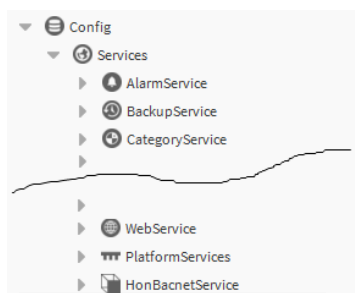 Config
Services
AlarmService
BackupService
CategoryService
WebService
PlatformServices
HonBacnetService